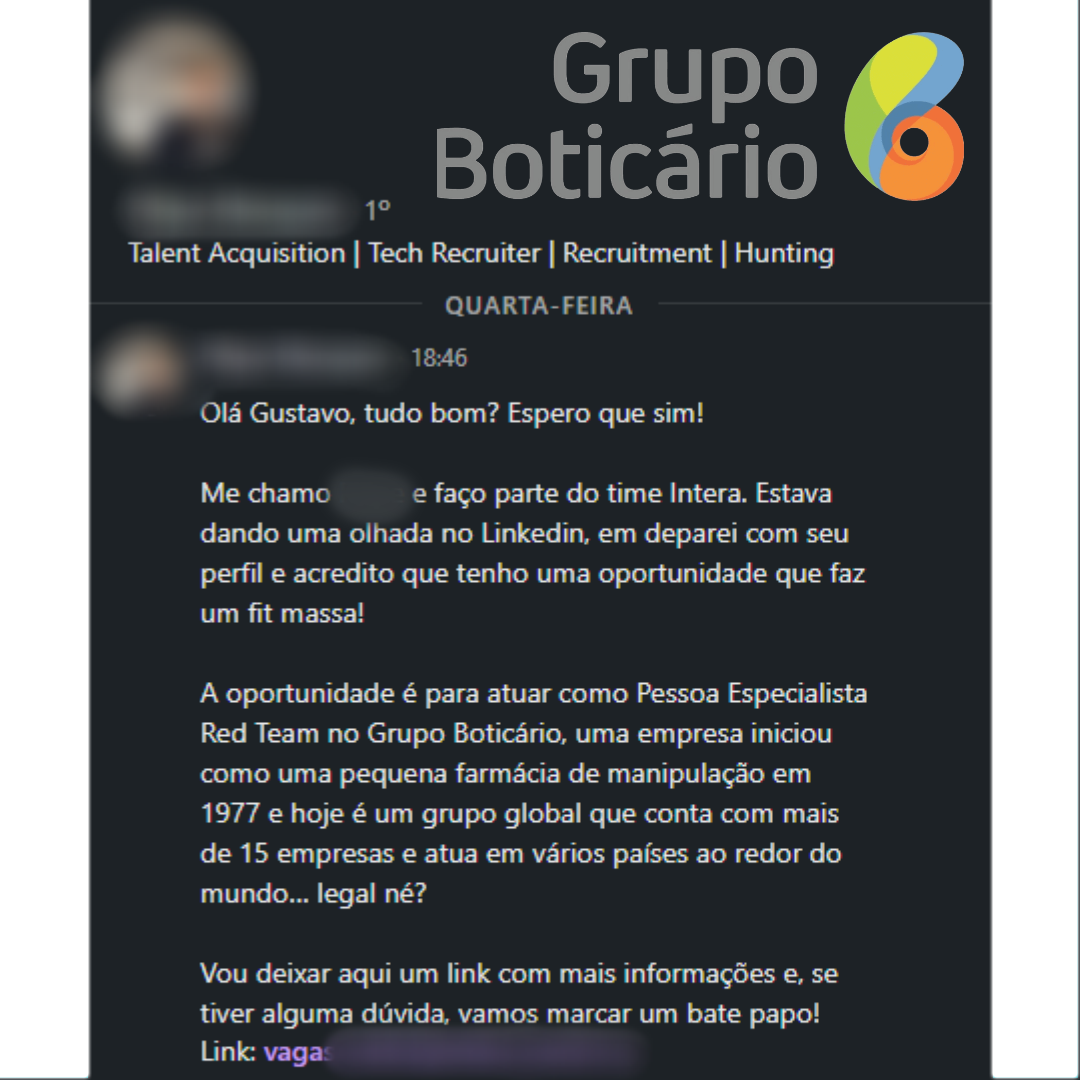 Grupo
Boticário
1º
Talent Acquisition | Tech Recruiter | Recruitment | Hunting
QUARTA-FEIRA
18:46
Olá Gustavo, tudo bom? Espero que sim!
Me chamo e faço parte do time Intera. Estava
dando uma olhada no Linkedin, em deparei com seu
perfil e acredito que tenho uma oportunidade que faz
um fit massa!
A oportunidade é para atuar como Pessoa Especialista
Red Team no Grupo Boticário, uma empresa iniciou
como uma pequena farmácia de manipulação em
1977 e hoje é um grupo global que conta com mais
de 15 empresas e atua em vários países ao redor do
mundo... legal né?
Vou deixar aqui um link com mais informações e, se
tiver alguma dúvida, vamos marcar um bate papo!
Link: vagas